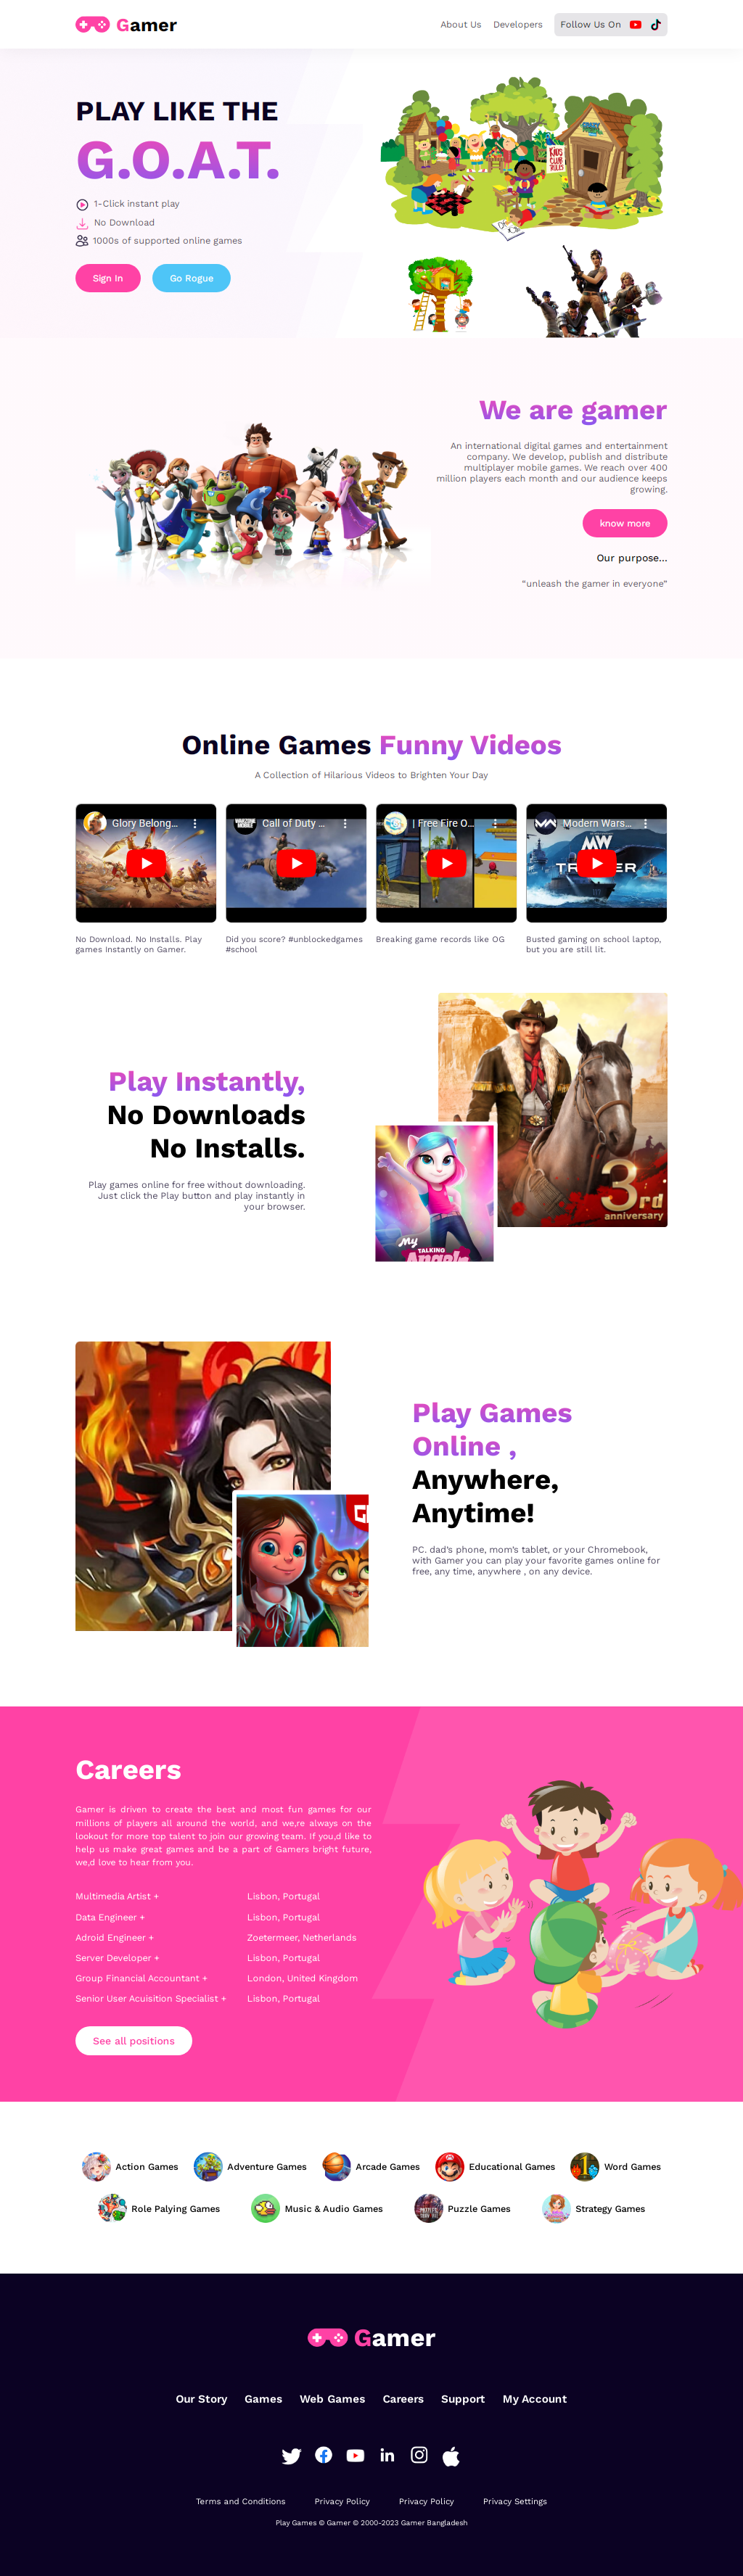 Gamer
About Us Developers Follow Us On
PLAY LIKE THE
G.O.A.T.
1-Click instant play
No Download
1000s of supported online games
Sign In Go Rogue
CRAZY
KIDS
CLUB
RULES
We are gamer
An international digital games and entertainment
company. We develop, publish and distribute
multiplayer mobile games. We reach over 400
million players each month and our audience keeps
growing.
know more
Our purpose...
“unleash the gamer in everyone”
Online Games Funny Videos
A Collection of Hilarious Videos to Brighten Your Day
Glory Belong...
Call of Duty ...
| Free Fire O...
Modern Wars...
MW
No Download. No Installs. Play
games Instantly on Gamer.
Did you score? #unblockedgames
#school
Breaking game records like OG
Busted gaming on school laptop,
but you are still lit.
Play Instantly,
No Downloads
No Installs.
Play games online for free without downloading.
Just click the Play button and play instantly in
your browser.
3rd
anniversary
My
TALKING
Angela
Play Games
Online ,
Anywhere,
Anytime!
PC. dad’s phone, mom’s tablet, or your Chromebook,
with Gamer you can play your favorite games online for
free, any time, anywhere , on any device.
Careers
Gamer is driven to create the best and most fun games for our
millions of players all around the world, and we,re always on the
lookout for more top talent to join our growing team. If you,d like to
help us make great games and be a part of Gamers bright future,
we,d love to hear from you.
Multimedia Artist + Lisbon, Portugal
Data Engineer + Lisbon, Portugal
Adroid Engineer + Zoetermeer, Netherlands
Server Developer + Lisbon, Portugal
Group Financial Accountant + London, United Kingdom
Senior User Acuisition Specialist + Lisbon, Portugal
See all positions
Action Games Adventure Games Arcade Games Educational Games Word Games
Role Palying Games Music & Audio Games Puzzle Games Strategy Games
Gamer
Our Story Games Web Games Careers Support My Account
Terms and Conditions Privacy Policy Privacy Policy Privacy Settings
Play Games © Gamer © 2000-2023 Gamer Bangladesh